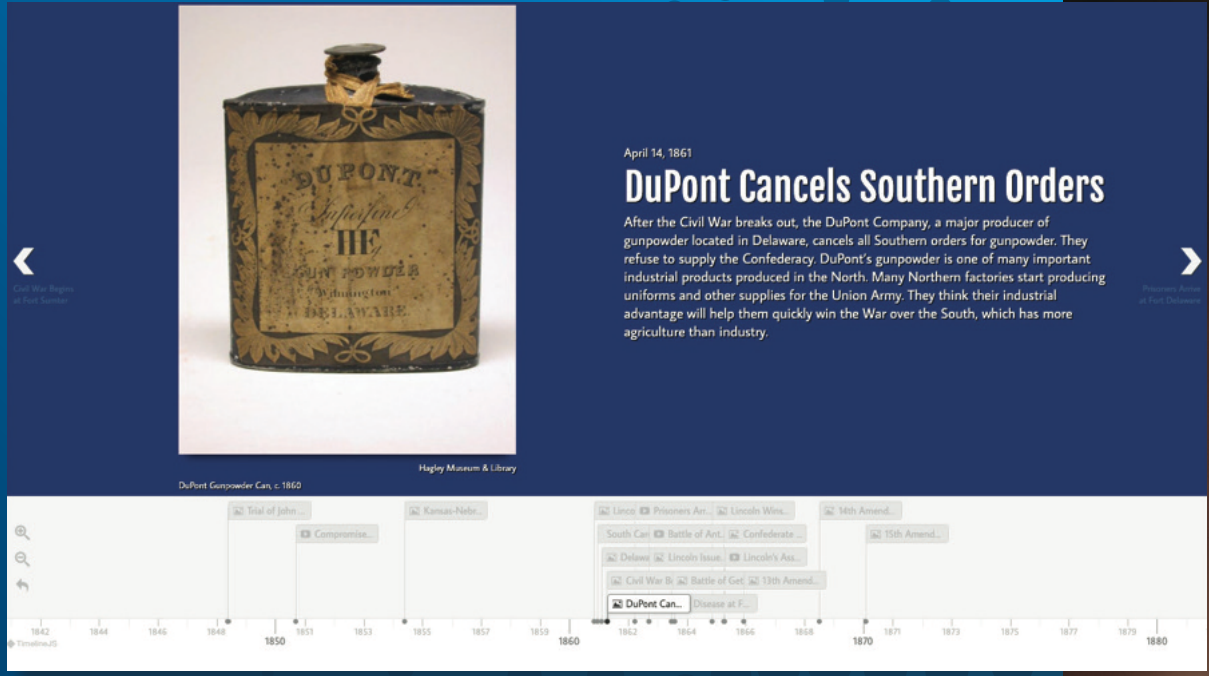 DUPONT
Superfine
GUN POWDER
Wilmington
DELAWARE.
Hagley Museum & Library
DuPont Gunpowder Can, c. 1860
April 14, 1861
DuPont Cancels Southern Orders
After the Civil War breaks out, the DuPont Company, a major producer of
gunpowder located in Delaware, cancels all Southern orders for gunpowder. They
refuse to supply the Confederacy. DuPont's gunpowder is one of many important
industrial products produced in the North. Many Northern factories start producing
uniforms and other supplies for the Union Army. They think their industrial
advantage will help them quickly win the War over the South, which has more
agriculture than industry.
Civil War Begins
at Fort Sumter
Prisoners Arrive
at Fort Delaware
Trial of John ...
Kansas-Nebr...
Linco
Prisoners Arr...
Lincoln Wins...
14th Amend...
Compromise...
South Car
Battle of Ant...
Confederate ...
15th Amend...
Delawa
Lincoln Issue...
Lincoln's Ass...
Civil War B
Battle of Get
13th Amend...
DuPont Can...
Disease at F...
1842 1844 1846 1848 1850 1851 1853 1855 1857 1859 1860 1862 1864 1866 1868 1870 1871 1873 1875 1877 1879 1880
TimelineJS